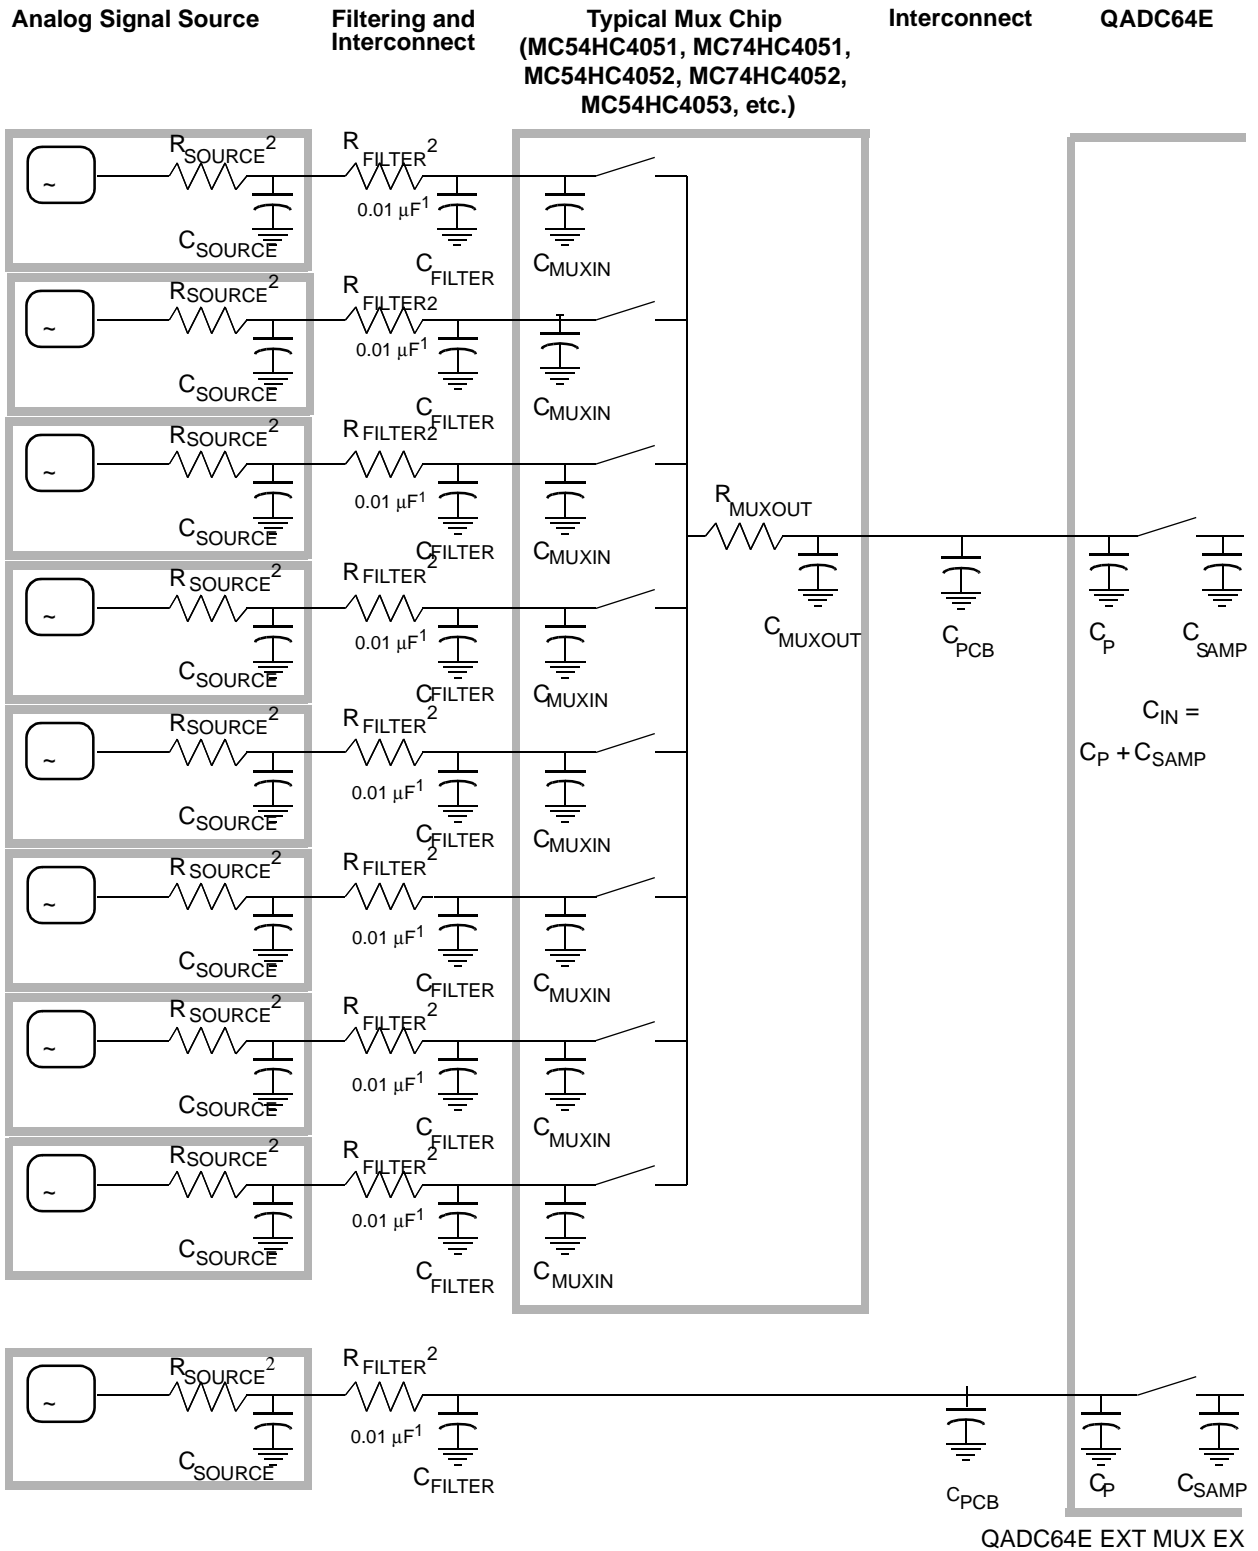 Analog Signal Source
Filtering and
Interconnect
Typical Mux Chip
(MC54HC4051, MC74HC4051,
MC54HC4052, MC74HC4052,
MC54HC4053, etc.)
Interconnect
QADC64E
RSOURCE2
RFILTER2
~
0.01 μF1
CSOURCE
CFILTER
CMUXIN
RSOURCE2
RFILTER2
~
0.01 μF1
CSOURCE
CFILTER
CMUXIN
RSOURCE2
RFILTER2
~
0.01 μF1
CSOURCE
CFILTER
CMUXIN
RMUXOUT
CMUXOUT
CPCB
CP
CSAMP
CIN =
CP + CSAMP
RSOURCE2
RFILTER2
~
0.01 μF1
CSOURCE
CFILTER
CMUXIN
RSOURCE2
RFILTER2
~
0.01 μF1
CSOURCE
CFILTER
CMUXIN
RSOURCE2
RFILTER2
~
0.01 μF1
CSOURCE
CFILTER
CMUXIN
RSOURCE2
RFILTER2
~
0.01 μF1
CSOURCE
CFILTER
CMUXIN
RSOURCE2
RFILTER2
~
0.01 μF1
CSOURCE
CFILTER
CMUXIN
RSOURCE2
RFILTER2
~
0.01 μF1
CSOURCE
CFILTER
CPCB
CP
CSAMP
QADC64E EXT MUX EX